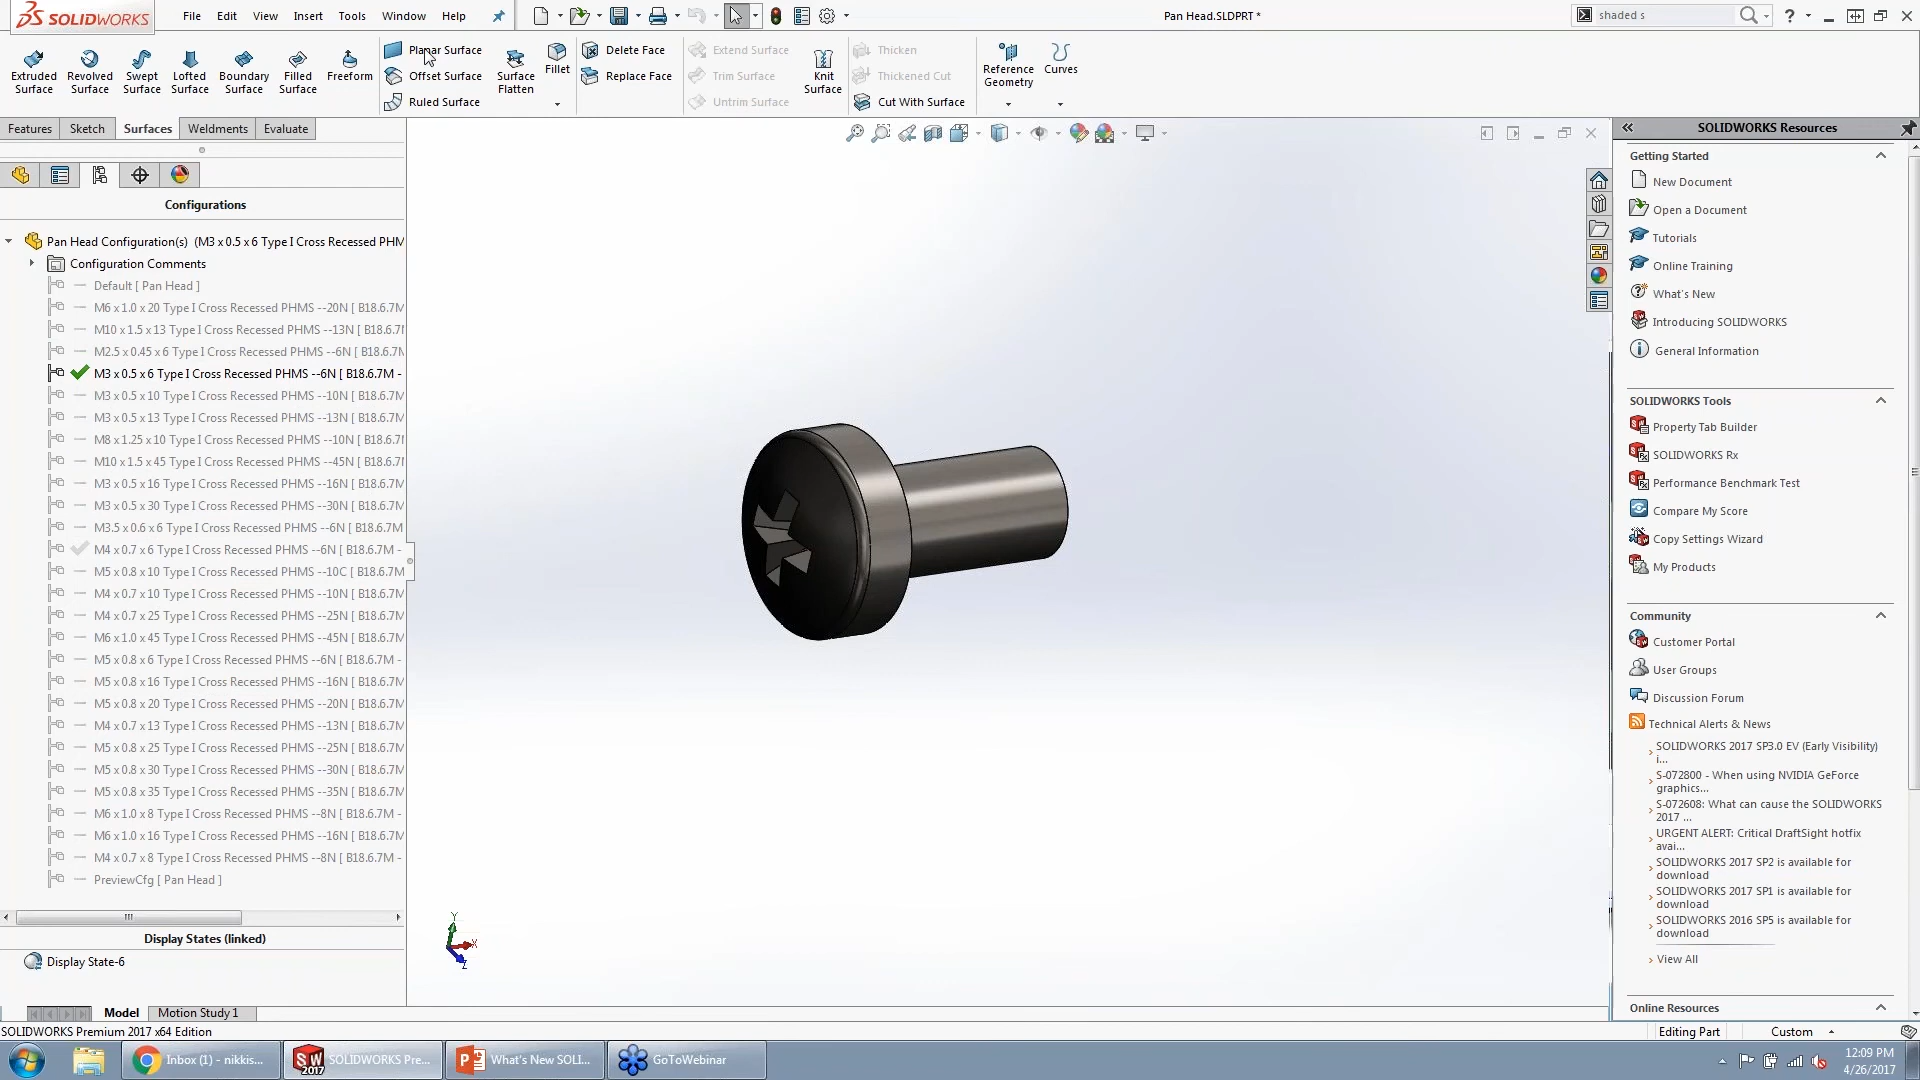 SOLIDWORKS
File Edit View Insert Tools Window Help
Pan Head.SLDPRT *
shaded s
Extruded Surface
Revolved Surface
Swept Surface
Lofted Surface
Boundary Surface
Filled Surface
Freeform
Planar Surface
Offset Surface
Ruled Surface
Surface Flatten
Fillet
Delete Face
Replace Face
Extend Surface
Trim Surface
Untrim Surface
Knit Surface
Thicken
Thickened Cut
Cut With Surface
Reference Geometry
Curves
Features Sketch Surfaces Weldments Evaluate
Configurations
Pan Head Configuration(s) (M3 x 0.5 x 6 Type I Cross Recessed PHM
Configuration Comments
Default [ Pan Head ]
M6 x 1.0 x 20 Type I Cross Recessed PHMS --20N [ B18.6.7M
M10 x 1.5 x 13 Type I Cross Recessed PHMS --13N [ B18.6.7M
M2.5 x 0.45 x 6 Type I Cross Recessed PHMS --6N [ B18.6.7M
M3 x 0.5 x 6 Type I Cross Recessed PHMS --6N [ B18.6.7M -
M3 x 0.5 x 10 Type I Cross Recessed PHMS --10N [ B18.6.7M
M3 x 0.5 x 13 Type I Cross Recessed PHMS --13N [ B18.6.7M
M8 x 1.25 x 10 Type I Cross Recessed PHMS --10N [ B18.6.7M
M10 x 1.5 x 45 Type I Cross Recessed PHMS --45N [ B18.6.7M
M3 x 0.5 x 16 Type I Cross Recessed PHMS --16N [ B18.6.7M
M3 x 0.5 x 30 Type I Cross Recessed PHMS --30N [ B18.6.7M
M3.5 x 0.6 x 6 Type I Cross Recessed PHMS --6N [ B18.6.7M
M4 x 0.7 x 6 Type I Cross Recessed PHMS --6N [ B18.6.7M -
M5 x 0.8 x 10 Type I Cross Recessed PHMS --10C [ B18.6.7M
M4 x 0.7 x 10 Type I Cross Recessed PHMS --10N [ B18.6.7M
M4 x 0.7 x 25 Type I Cross Recessed PHMS --25N [ B18.6.7M
M6 x 1.0 x 45 Type I Cross Recessed PHMS --45N [ B18.6.7M
M5 x 0.8 x 6 Type I Cross Recessed PHMS --6N [ B18.6.7M -
M5 x 0.8 x 16 Type I Cross Recessed PHMS --16N [ B18.6.7M
M5 x 0.8 x 20 Type I Cross Recessed PHMS --20N [ B18.6.7M
M4 x 0.7 x 13 Type I Cross Recessed PHMS --13N [ B18.6.7M
M5 x 0.8 x 25 Type I Cross Recessed PHMS --25N [ B18.6.7M
M5 x 0.8 x 30 Type I Cross Recessed PHMS --30N [ B18.6.7M
M5 x 0.8 x 35 Type I Cross Recessed PHMS --35N [ B18.6.7M
M6 x 1.0 x 8 Type I Cross Recessed PHMS --8N [ B18.6.7M -
M6 x 1.0 x 16 Type I Cross Recessed PHMS --16N [ B18.6.7M
M4 x 0.7 x 8 Type I Cross Recessed PHMS --8N [ B18.6.7M -
PreviewCfg [ Pan Head ]
Display States (linked)
Display State-6
Y
X
Z
Model Motion Study 1
SOLIDWORKS Premium 2017 x64 Edition
Editing Part Custom
SOLIDWORKS Resources
Getting Started
New Document
Open a Document
Tutorials
Online Training
What's New
Introducing SOLIDWORKS
General Information
SOLIDWORKS Tools
Property Tab Builder
SOLIDWORKS Rx
Performance Benchmark Test
Compare My Score
Copy Settings Wizard
My Products
Community
Customer Portal
User Groups
Discussion Forum
Technical Alerts & News
SOLIDWORKS 2017 SP3.0 EV (Early Visibility)
i...
S-072800 - When using NVIDIA GeForce
graphics...
S-072608: What can cause the SOLIDWORKS
2017 ...
URGENT ALERT: Critical DraftSight hotfix
avai...
SOLIDWORKS 2017 SP2 is available for
download
SOLIDWORKS 2017 SP1 is available for
download
SOLIDWORKS 2016 SP5 is available for
download
View All
Online Resources
Inbox (1) - nikkis...
SW 2017
SOLIDWORKS Pre...
What's New SOLI...
GoToWebinar
12:09 PM
4/26/2017